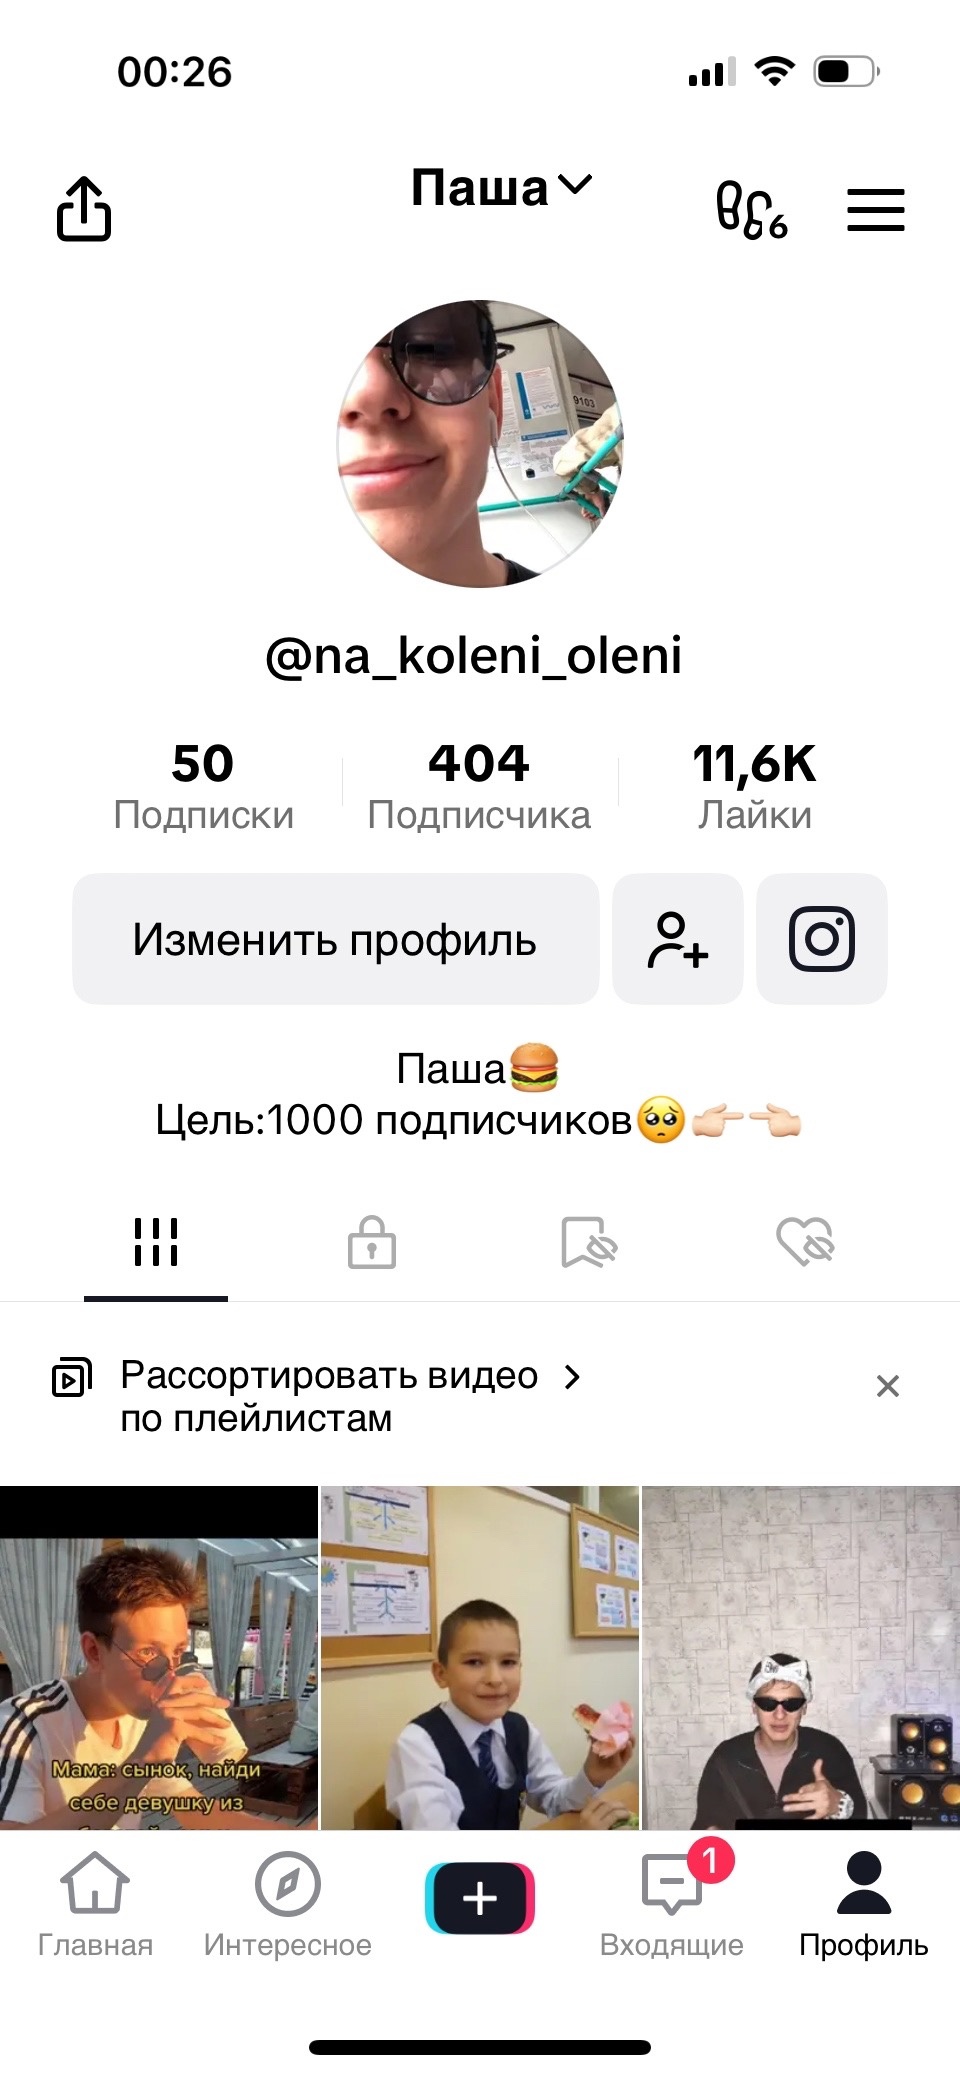 00:26
Паша
6
9103
@na_koleni_oleni
50
404
11,6K
Подписки
Подписчика
Лайки
Изменить профиль
Паша🍔
Цель:1000 подписчиков🥺👉🏻👈🏻
Рассортировать видео
по плейлистам
Мама: сынок, найди
себе девушку из
1
Главная
Интересное
Входящие
Профиль